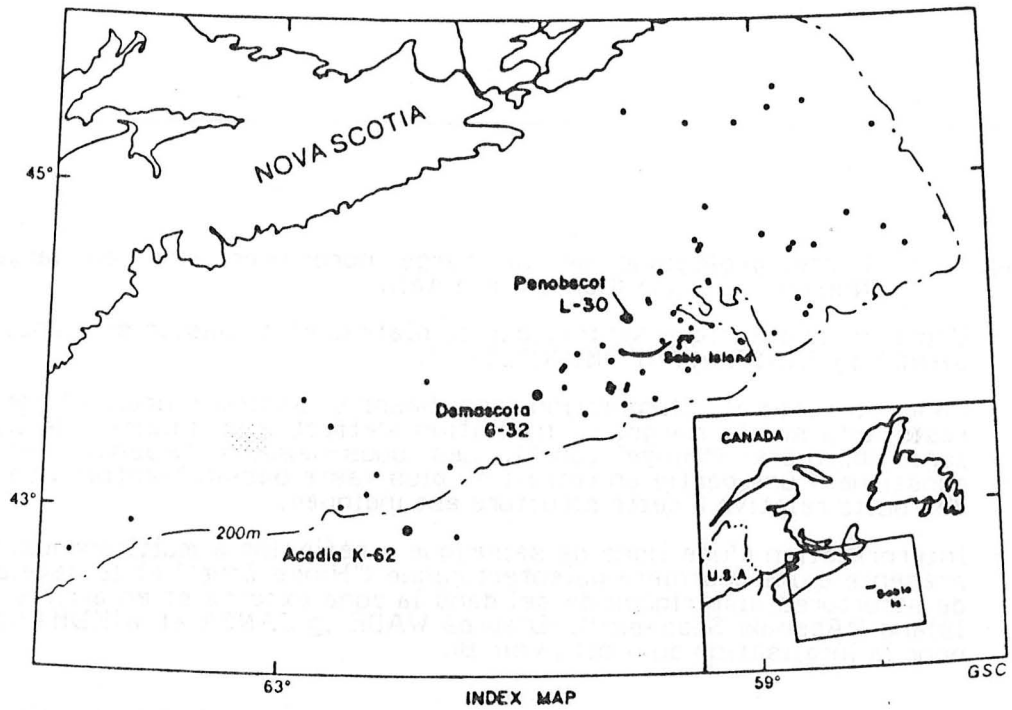 NOVA SCOTIA
45°
Penobscot
L-30
Sable Island
Demascota
G-32
43°
200m
Acadia K-62
CANADA
U.S.A
Sable
Is
63°
59°
GSC
INDEX MAP